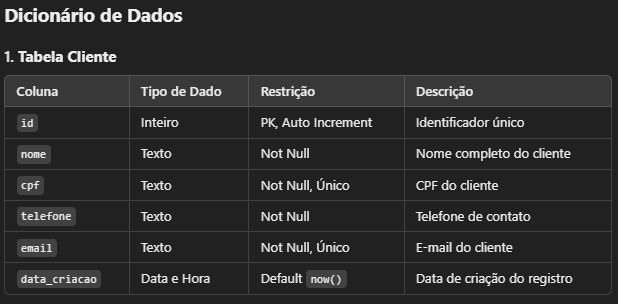 Dicionário de Dados
1. Tabela Cliente
Coluna Tipo de Dado Restrição Descrição
id Inteiro PK, Auto Increment Identificador único
nome Texto Not Null Nome completo do cliente
cpf Texto Not Null, Único CPF do cliente
telefone Texto Not Null Telefone de contato
email Texto Not Null, Único E-mail do cliente
data_criacao Data e Hora Default now() Data de criação do registro